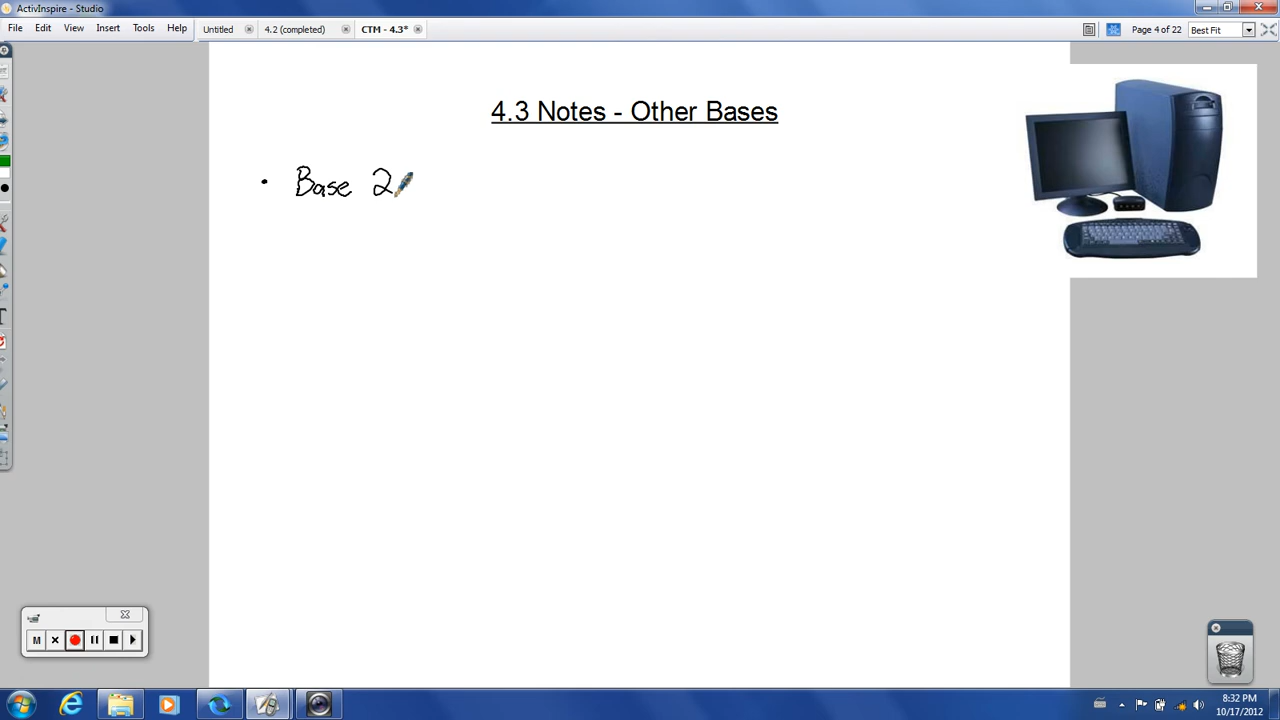 ActivInspire - Studio
File Edit View Insert Tools Help Untitled 4.2 (completed) CTM - 4.3* Page 4 of 22 Best Fit
4.3 Notes - Other Bases
• Base 2
M
8:32 PM
10/17/2012